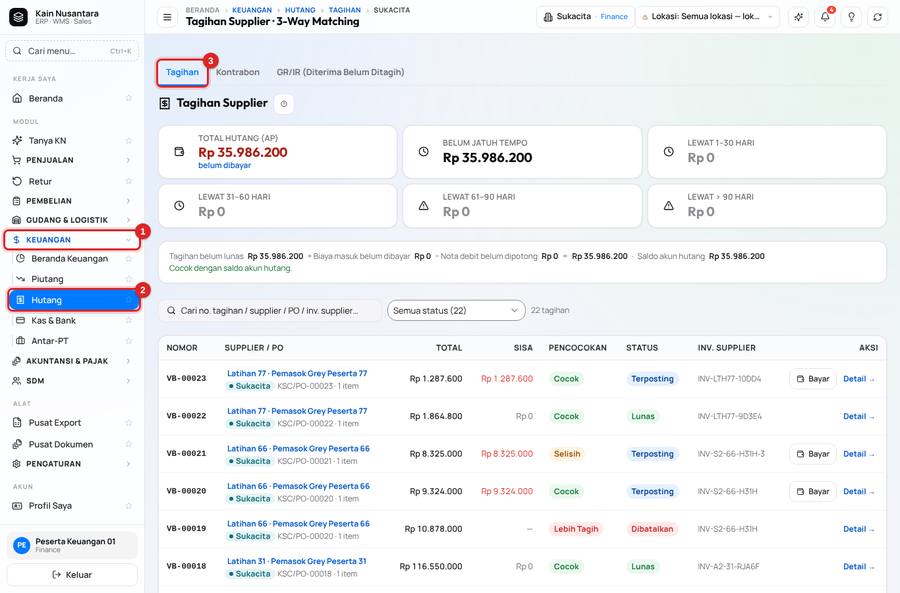 Kain Nusantara
ERP · WMS · Sales
Cari menu...
Ctrl+K
KERJA SAYA
Beranda
MODUL
Tanya KN
PENJUALAN
Retur
PEMBELIAN
GUDANG & LOGISTIK
KEUANGAN
1
Beranda Keuangan
Piutang
Hutang
2
Kas & Bank
Antar-PT
AKUNTANSI & PAJAK
SDM
ALAT
Pusat Export
Pusat Dokumen
PENGATURAN
AKUN
Profil Saya
PE
Peserta Keuangan 01
Finance
Keluar
BERANDA › KEUANGAN › HUTANG › TAGIHAN › SUKACITA
Tagihan Supplier · 3-Way Matching
Sukacita · Finance
Lokasi: Semua lokasi — lok...
4
Tagihan
3
Kontrabon
GR/IR (Diterima Belum Ditagih)
Tagihan Supplier
TOTAL HUTANG (AP)
Rp 35.986.200
belum dibayar
BELUM JATUH TEMPO
Rp 35.986.200
LEWAT 1–30 HARI
Rp 0
LEWAT 31–60 HARI
Rp 0
LEWAT 61–90 HARI
Rp 0
LEWAT > 90 HARI
Rp 0
Tagihan belum lunas Rp 35.986.200 + Biaya masuk belum dibayar Rp 0 − Nota debit belum dipotong Rp 0 = Rp 35.986.200 · Saldo akun hutang Rp 35.986.200
Cocok dengan saldo akun hutang.
Cari no. tagihan / supplier / PO / inv. supplier...
Semua status (22)
22 tagihan
NOMOR SUPPLIER / PO TOTAL SISA PENCOCOKAN STATUS INV. SUPPLIER AKSI
VB-00023 Latihan 77 · Pemasok Grey Peserta 77 Rp 1.287.600 Rp 1.287.600 Cocok Terposting INV-LTH77-10DD4 Bayar Detail →
Sukacita KSC/PO-00023 · 1 item
VB-00022 Latihan 77 · Pemasok Grey Peserta 77 Rp 1.864.800 Rp 0 Cocok Lunas INV-LTH77-9D3E4 Detail →
Sukacita KSC/PO-00022 · 1 item
VB-00021 Latihan 66 · Pemasok Grey Peserta 66 Rp 8.325.000 Rp 8.325.000 Selisih Terposting INV-S2-66-H31H-3 Bayar Detail →
Sukacita KSC/PO-00021 · 1 item
VB-00020 Latihan 66 · Pemasok Grey Peserta 66 Rp 9.324.000 Rp 9.324.000 Cocok Terposting INV-S2-66-H31H Bayar Detail →
Sukacita KSC/PO-00020 · 1 item
VB-00019 Latihan 66 · Pemasok Grey Peserta 66 Rp 10.878.000 — Lebih Tagih Dibatalkan INV-S2-66-H31H Detail →
Sukacita KSC/PO-00020 · 1 item
VB-00018 Latihan 31 · Pemasok Grey Peserta 31 Rp 116.550.000 Rp 0 Cocok Lunas INV-A2-31-RJA6F Detail →
Sukacita KSC/PO-00018 · 1 item